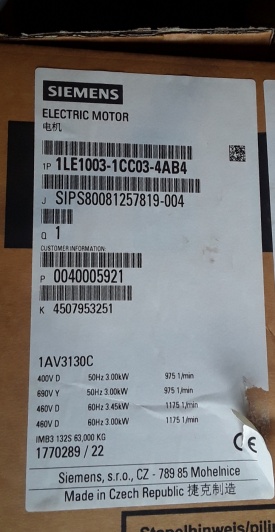 SIEMENS
ELECTRIC MOTOR
电机
1P 1LE1003-1CC03-4AB4
J SIPS80081257819-004
Q 1
CUSTOMER INFORMATION:
P 0040005921
K 4507953251
1AV3130C
400V D 50Hz 3.00kW 975 1/min
690V Y 50Hz 3.00kW 975 1/min
460V D 60Hz 3.45kW 1175 1/min
460V D 60Hz 3.00kW 1175 1/min
IMB3 132S 63,000 KG
1770289 / 22
CE
Siemens, s.r.o., CZ - 789 85 Mohelnice
Made in Czech Republic 捷克制造
Stapelhinweis/pili